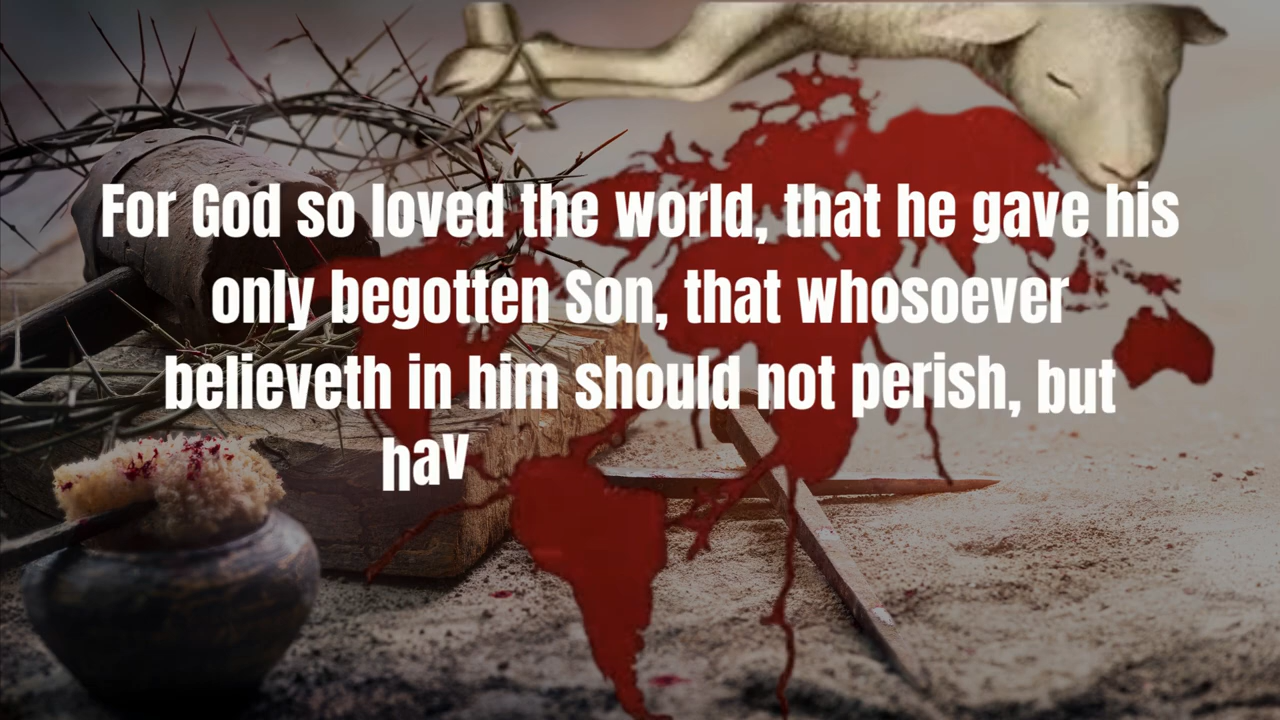 For God so loved the world, that he gave his
only begotten Son, that whosoever
believeth in him should not perish, but
hav